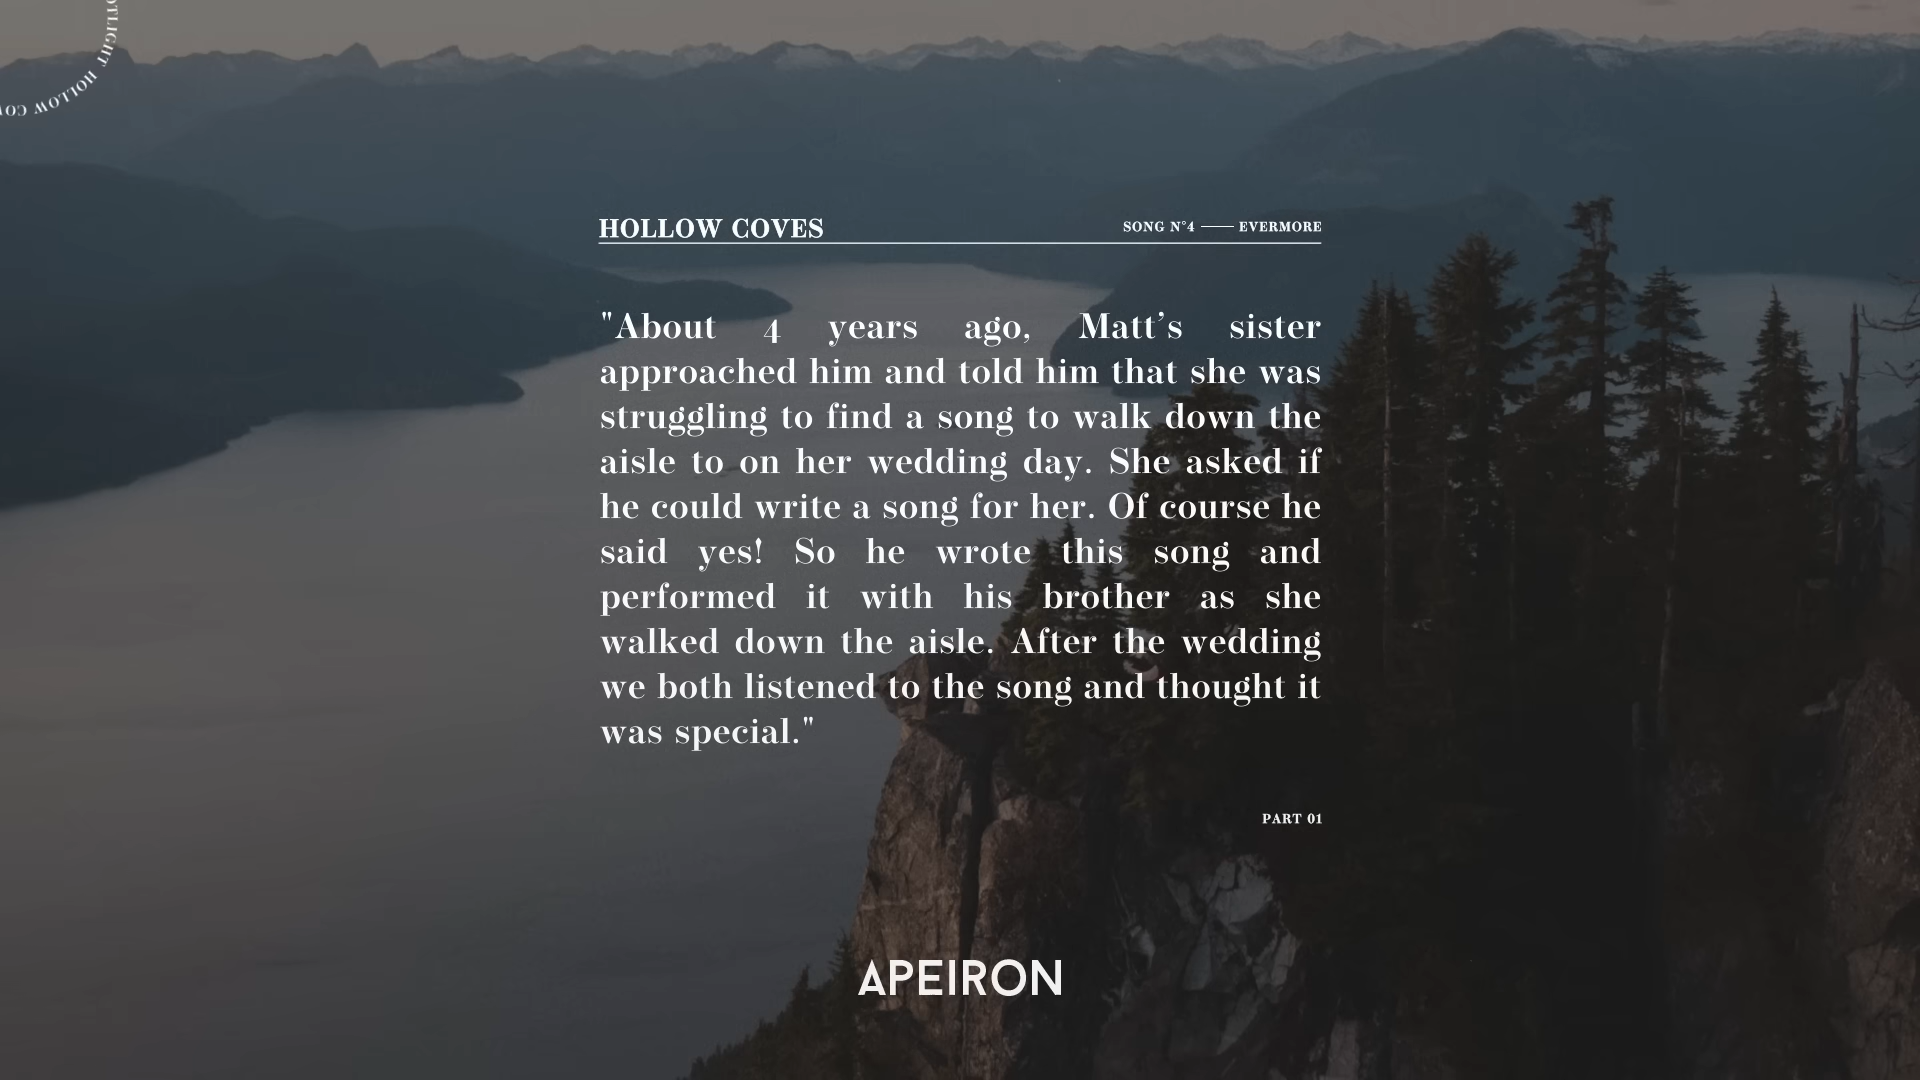 OTLIGHT HOLLOW CO
HOLLOW COVES
SONG N°4 — EVERMORE
"About 4 years ago, Matt’s sister
approached him and told him that she was
struggling to find a song to walk down the
aisle to on her wedding day. She asked if
he could write a song for her. Of course he
said yes! So he wrote this song and
performed it with his brother as she
walked down the aisle. After the wedding
we both listened to the song and thought it
was special."
PART 01
APEIRON